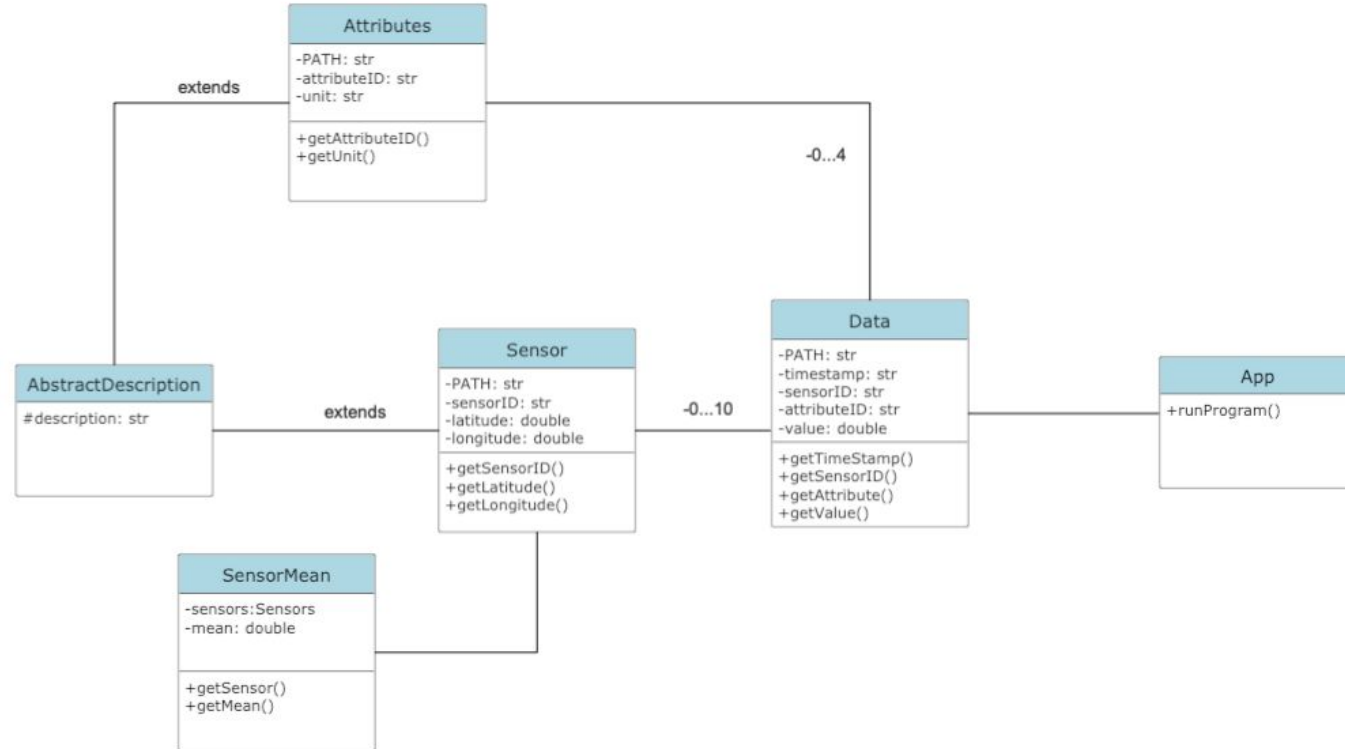 Attributes
-PATH: str
-attributeID: str
-unit: str
+getAttributeID()
+getUnit()
extends
-0...4
Data
-PATH: str
-timestamp: str
-sensorID: str
-attributeID: str
-value: double
+getTimeStamp()
+getSensorID()
+getAttribute()
+getValue()
Sensor
-PATH: str
-sensorID: str
-latitude: double
-longitude: double
+getSensorID()
+getLatitude()
+getLongitude()
-0...10
App
+runProgram()
AbstractDescription
#description: str
extends
SensorMean
-sensors:Sensors
-mean: double
+getSensor()
+getMean()